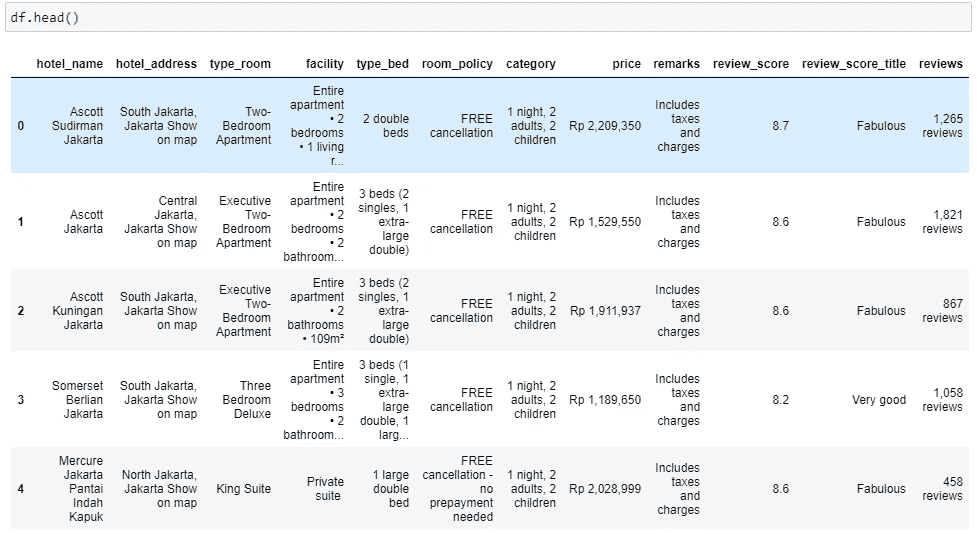 df.head()
hotel_name hotel_address type_room facility type_bed room_policy category price remarks review_score review_score_title reviews
0
Ascott
Sudirman
Jakarta
South Jakarta,
Jakarta Show
on map
Two-
Bedroom
Apartment
Entire
apartment
• 2
bedrooms
• 1 living
r...
2 double
beds
FREE
cancellation
1 night, 2
adults, 2
children
Rp 2,209,350
Includes
taxes
and
charges
8.7
Fabulous
1,265
reviews
1
Ascott
Jakarta
Central
Jakarta,
Jakarta Show
on map
Executive
Two-
Bedroom
Apartment
Entire
apartment
• 2
bedrooms
• 2
bathroom...
3 beds (2
singles, 1
extra-
large
double)
FREE
cancellation
1 night, 2
adults, 2
children
Rp 1,529,550
Includes
taxes
and
charges
8.6
Fabulous
1,821
reviews
2
Ascott
Kuningan
Jakarta
South Jakarta,
Jakarta Show
on map
Executive
Two-
Bedroom
Apartment
Entire
apartment
• 2
bathrooms
• 109m²
3 beds (2
singles, 1
extra-
large
double)
FREE
cancellation
1 night, 2
adults, 2
children
Rp 1,911,937
Includes
taxes
and
charges
8.6
Fabulous
867
reviews
3
Somerset
Berlian
Jakarta
South Jakarta,
Jakarta Show
on map
Three
Bedroom
Deluxe
Entire
apartment
• 3
bedrooms
• 2
bathroom...
3 beds (1
single, 1
extra-
large
double, 1
larg...
FREE
cancellation
1 night, 2
adults, 2
children
Rp 1,189,650
Includes
taxes
and
charges
8.2
Very good
1,058
reviews
4
Mercure
Jakarta
Pantai
Indah
Kapuk
North Jakarta,
Jakarta Show
on map
King Suite
Private
suite
1 large
double
bed
FREE
cancellation -
no
prepayment
needed
1 night, 2
adults, 2
children
Rp 2,028,999
Includes
taxes
and
charges
8.6
Fabulous
458
reviews